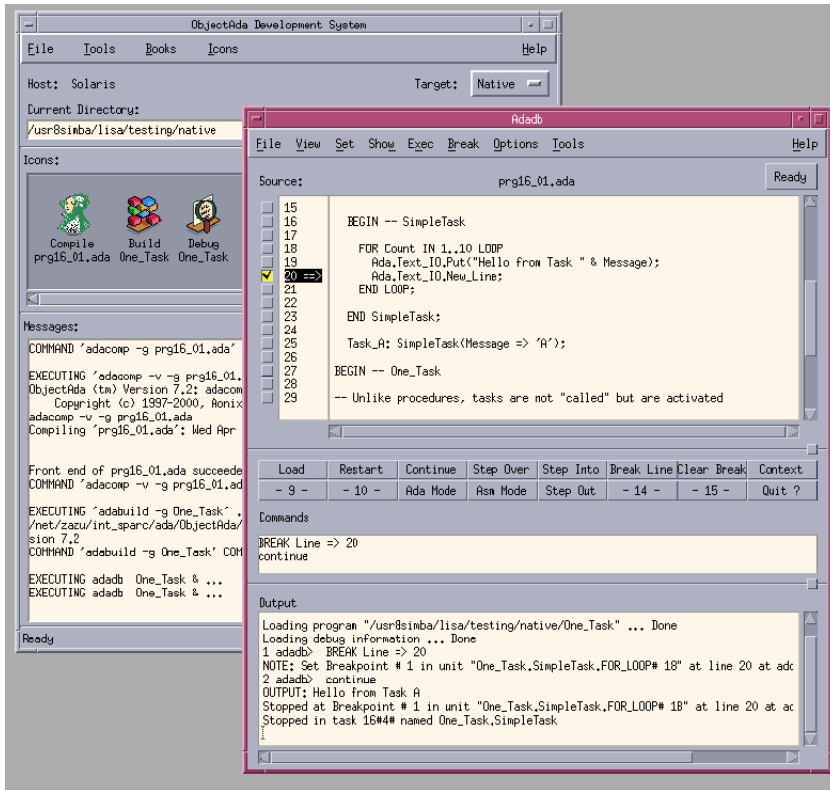 ObjectAda Development System
File Tools Books Icons Help
Host: Solaris Target: Native
Current Directory:
/usr8simba/lisa/testing/native
Icons:
Compile Build Debug
prg16_01.ada One_Task One_Task
Messages:
COMMAND 'adacomp -g prg16_01.ada'
EXECUTING 'adacomp -v -g prg16_01.
ObjectAda (tm) Version 7.2: adacom
Copyright (c) 1997-2000, Aonix
adacomp -v -g prg16_01.ada
Compiling 'prg16_01.ada': Wed Apr
Front end of prg16_01.ada succeede
COMMAND 'adacomp -v -g prg16_01.ad
EXECUTING 'adabuild -g One_Task' .
/net/zazu/int_sparc/ada/ObjectAda/
sion 7.2
COMMAND 'adabuild -g One_Task' COM
EXECUTING adadb One_Task & ...
EXECUTING adadb One_Task & ...
Ready
Adadb
File View Set Show Exec Break Options Tools Help
Source: prg16_01.ada Ready
15
16 BEGIN -- SimpleTask
17
18 FOR Count IN 1..10 LOOP
19 Ada.Text_IO.Put("Hello from Task " & Message);
20 ==> Ada.Text_IO.New_Line;
21 END LOOP;
22
23 END SimpleTask;
24
25 Task_A: SimpleTask(Message => 'A');
26
27 BEGIN -- One_Task
28
29 -- Unlike procedures, tasks are not "called" but are activated
Load Restart Continue Step Over Step Into Break Line Clear Break Context
- 9 - - 10 - Ada Mode Asm Mode Step Out - 14 - - 15 - Quit ?
Commands
BREAK Line => 20
continue
Output
Loading program "/usr8simba/lisa/testing/native/One_Task" ... Done
Loading debug information ... Done
1 adadb> BREAK Line => 20
NOTE: Set Breakpoint # 1 in unit "One_Task.SimpleTask.FOR_LOOP# 18" at line 20 at adc
2 adadb> continue
OUTPUT: Hello from Task A
Stopped at Breakpoint # 1 in unit "One_Task.SimpleTask.FOR_LOOP# 18" at line 20 at ac
Stopped in task 16#4# named One_Task.SimpleTask